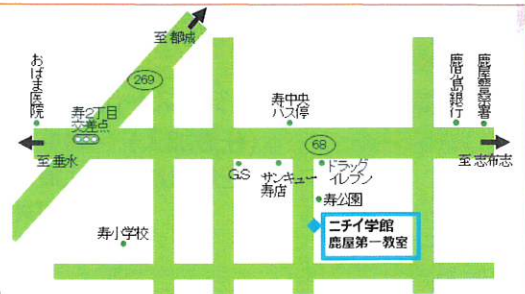 至都城
269
おばま医院
寿2丁目
交差点
寿中央
バス停
鹿児島銀行
鹿屋警察署
68
至垂水
至志布志
GS
サンキュー
寿店
ドラッグ
イレブン
寿公園
寿小学校
ニチイ学館
鹿屋第一教室